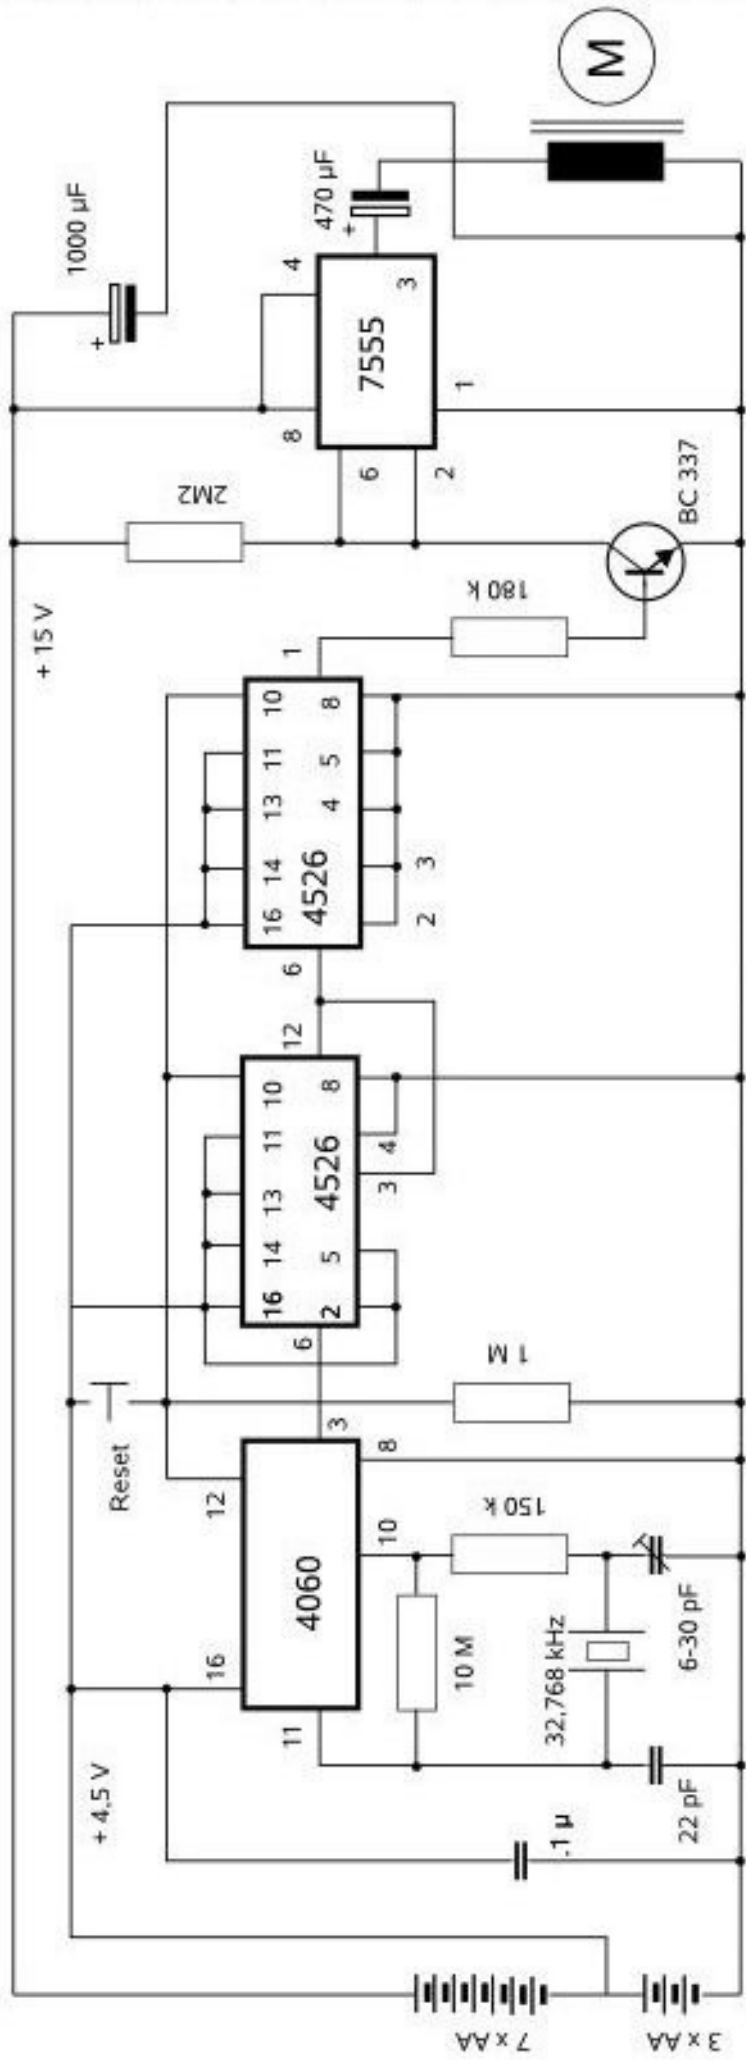 7 x AA
3 x AA
+ 4,5 V
.1 µ
22 pF
32,768 kHz
6-30 pF
10 M
150 k
11
16
4060
12
10
8
3
Reset
1 M
6
16
14
13
11
10
4526
2
5
3
4
8
12
6
16
14
13
11
10
4526
2
3
4
5
8
1
+ 15 V
180 k
BC 337
2M2
8
4
6
2
7555
3
1
1000 µF
+
470 µF
+
M